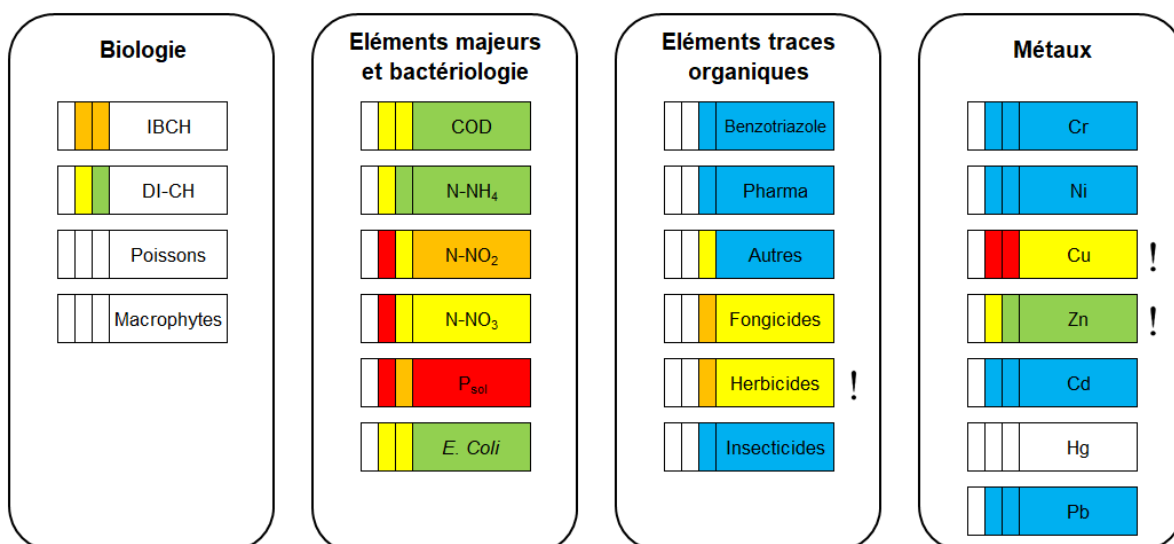 Biologie
IBCH
DI-CH
Poissons
Macrophytes
Eléments majeurs
et bactériologie
COD
N-NH₄
N-NO₂
N-NO₃
Psol
E. Coli
Eléments traces
organiques
Benzotriazole
Pharma
Autres
Fongicides
Herbicides !
Insecticides
Métaux
Cr
Ni
Cu !
Zn !
Cd
Hg
Pb